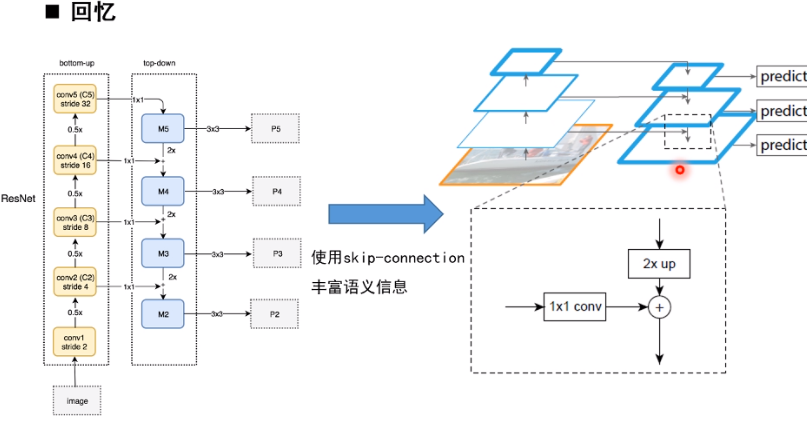 ■ 回忆
bottom-up
top-down
conv5 (C5)
stride 32
1x1
0.5x
M5
3x3
P5
2x
conv4 (C4)
stride 16
1x1
+
0.5x
M4
3x3
P4
2x
ResNet
conv3 (C3)
stride 8
1x1
+
0.5x
M3
3x3
P3
2x
conv2 (C2)
stride 4
1x1
+
0.5x
M2
3x3
P2
conv1
stride 2
image
使用skip-connection
丰富语义信息
predict
predict
predict
2x up
1x1 conv
+